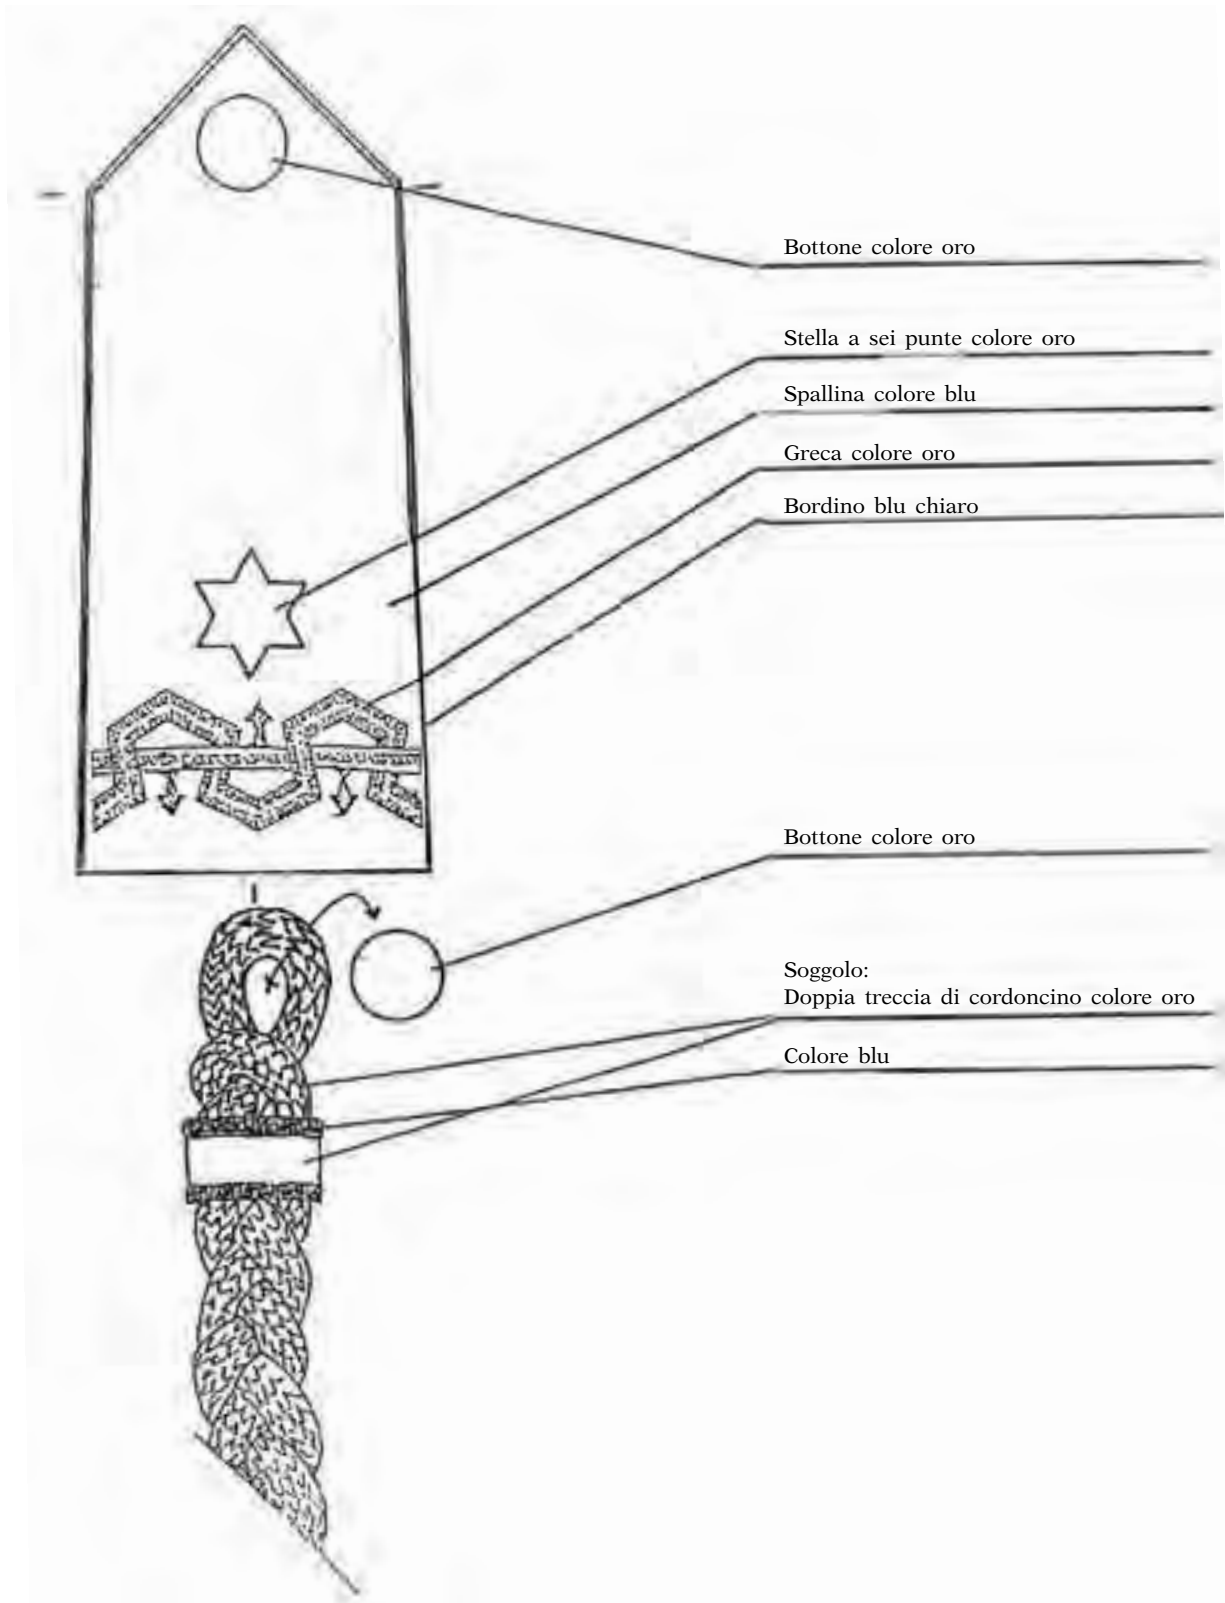 Bottone colore oro
Stella a sei punte colore oro
Spallina colore blu
Greca colore oro
Bordino blu chiaro
Bottone colore oro
Soggolo:
Doppia treccia di cordoncino colore oro
Colore blu